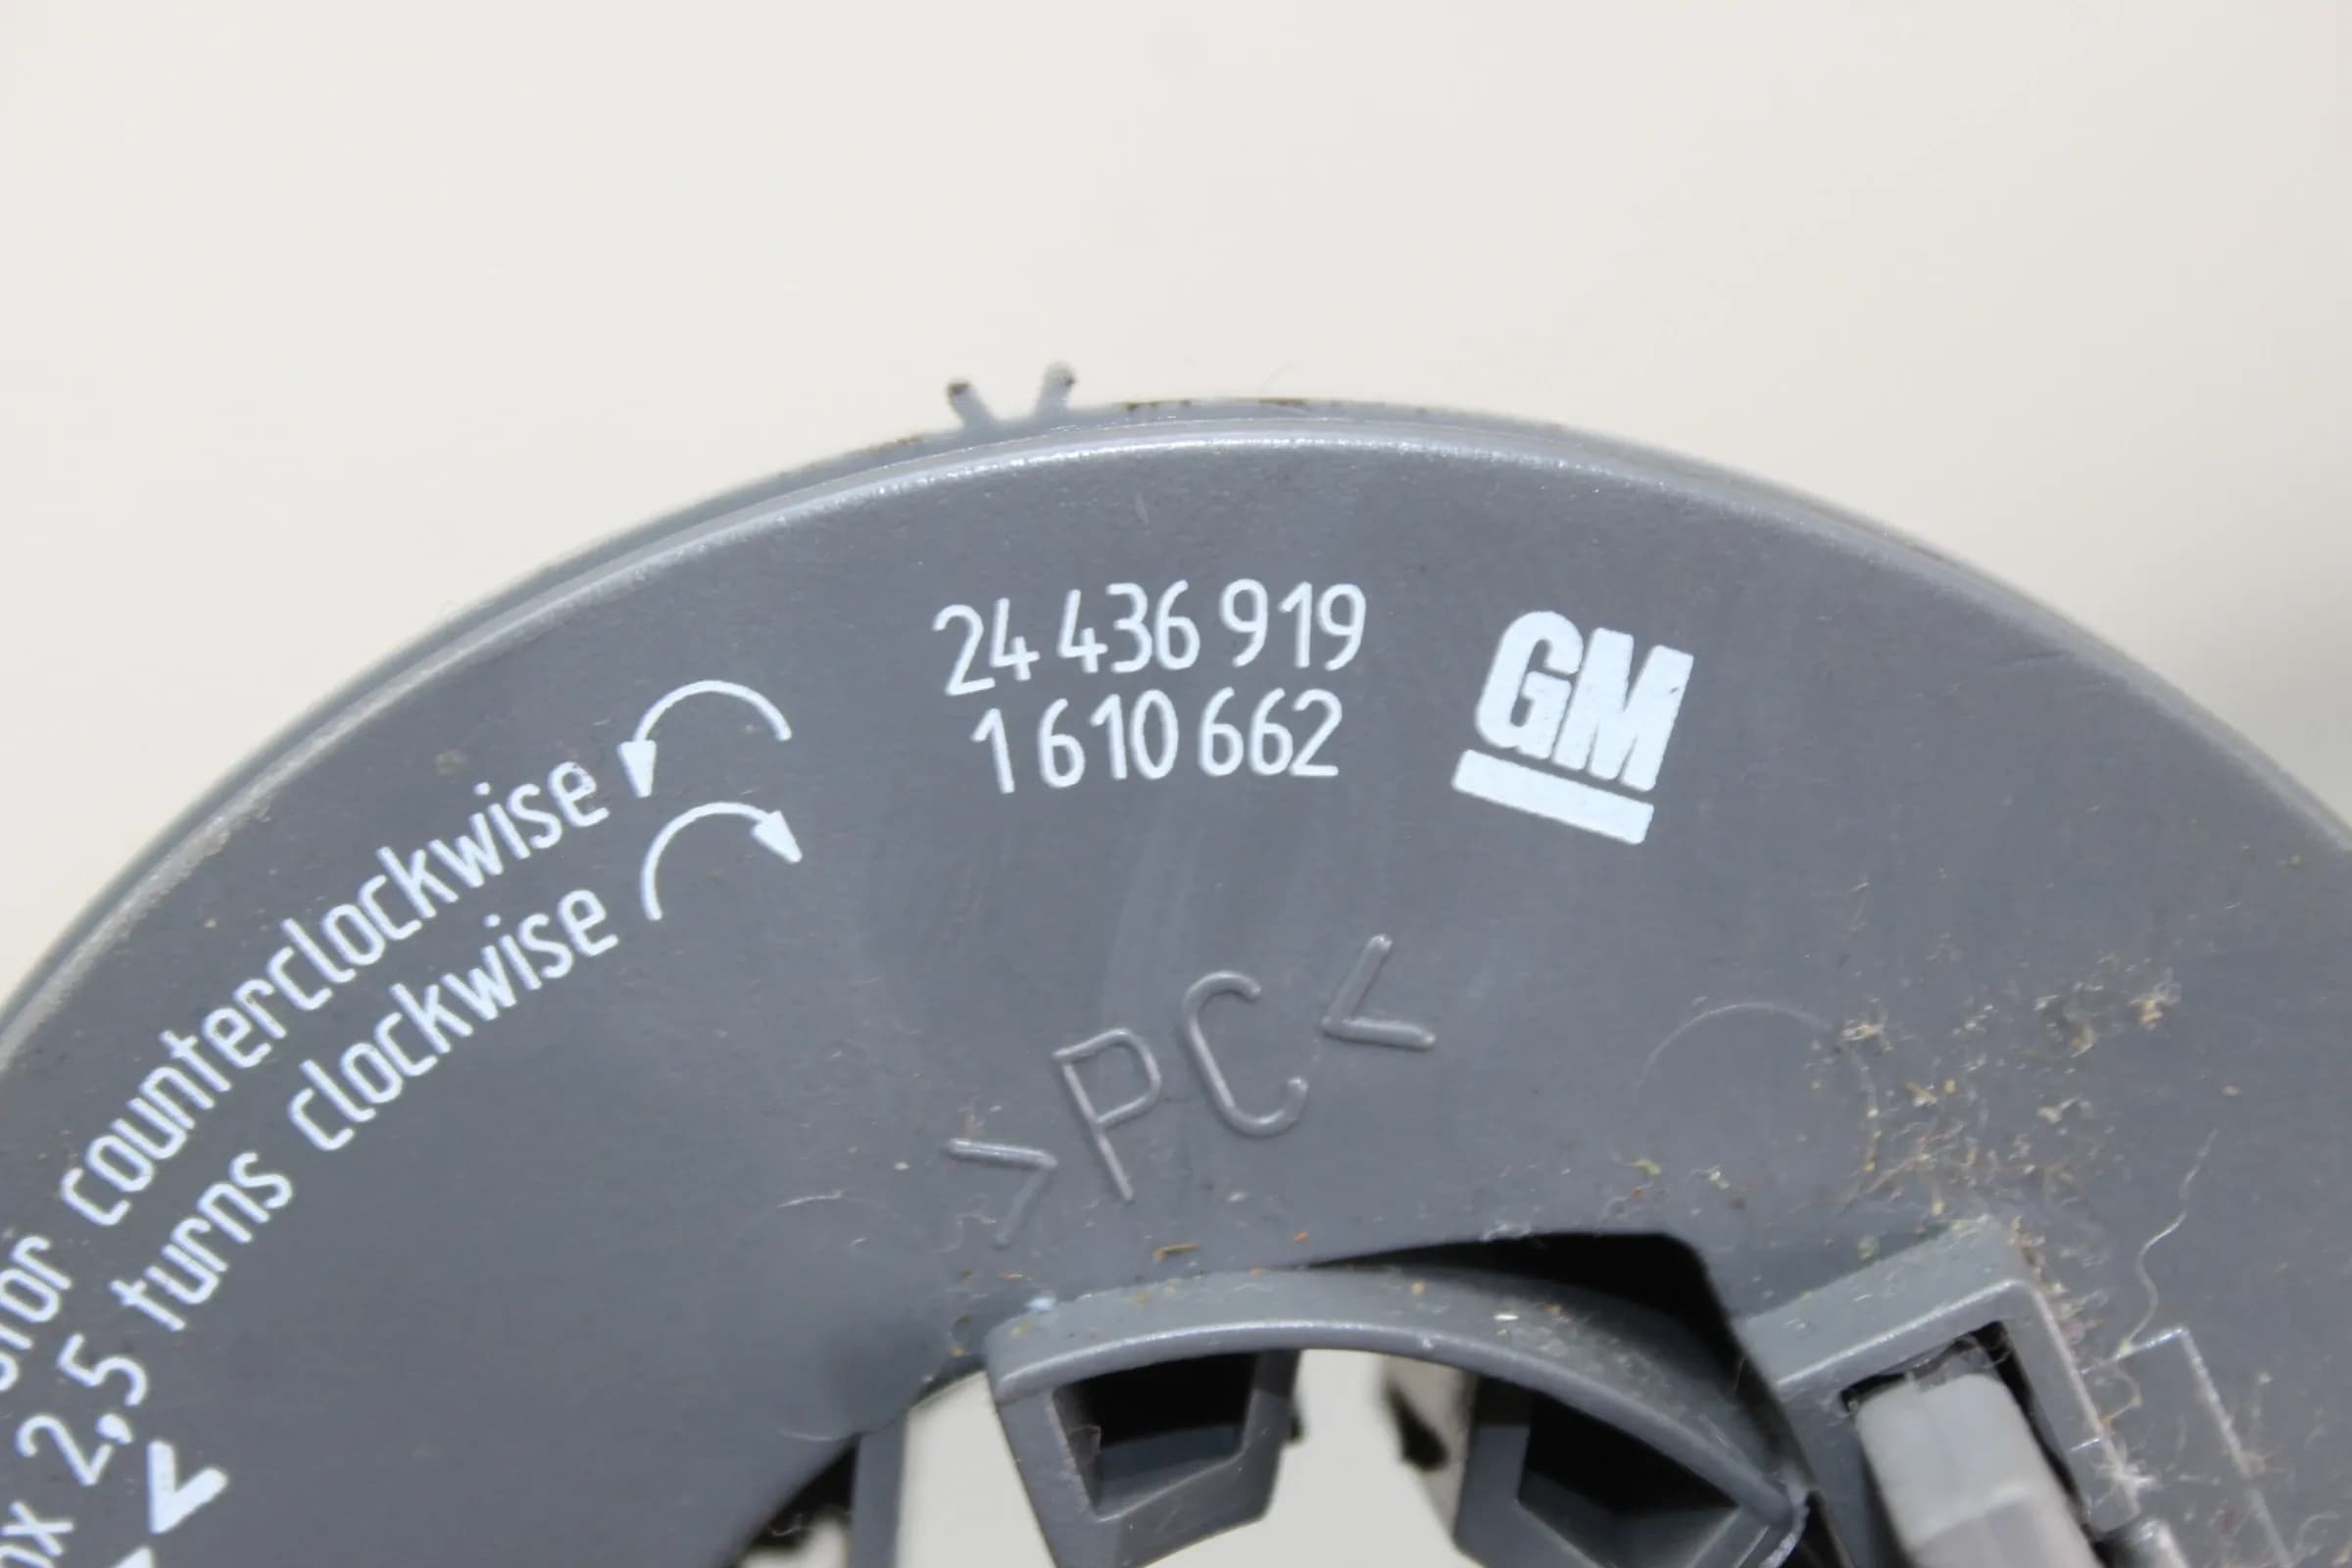 24 436 919
1 610 662
GM
counterclockwise
2,5 turns clockwise
>PC<